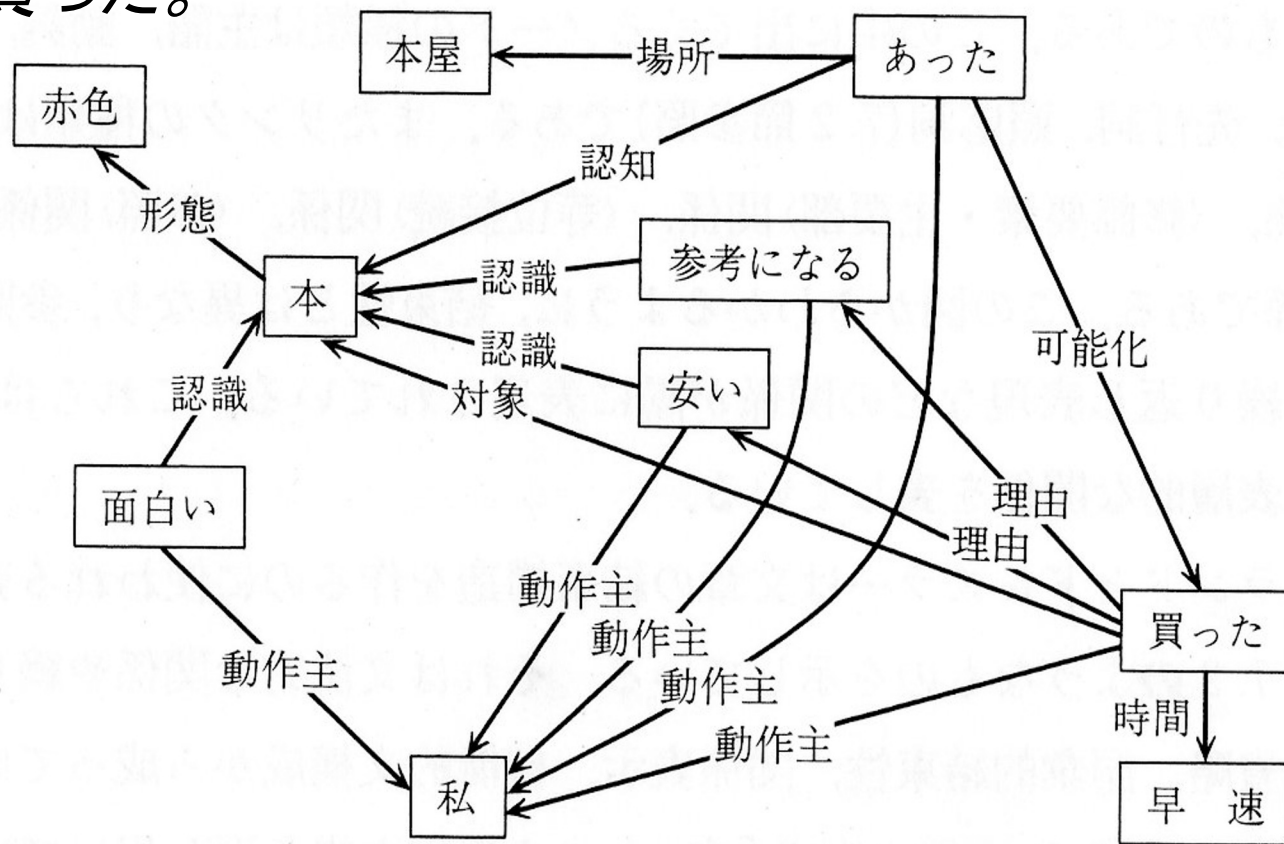 買った。
本屋
場所
あった
赤色
認知
形態
参考になる
認識
本
認識
可能化
安い
対象
認識
理由
面白い
理由
動作主
買った
動作主
動作主
動作主
時間
動作主
私
早 速